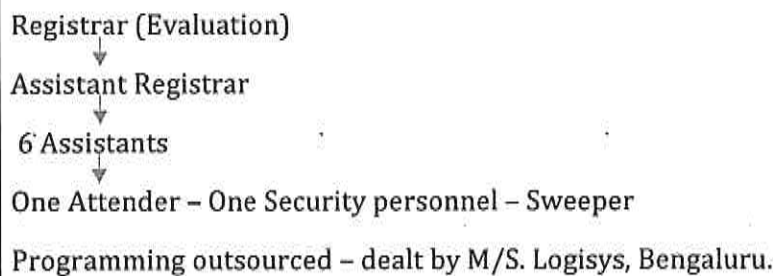 Registrar (Evaluation)
Assistant Registrar
6 Assistants
One Attender – One Security personnel – Sweeper
Programming outsourced – dealt by M/S. Logisys, Bengaluru.